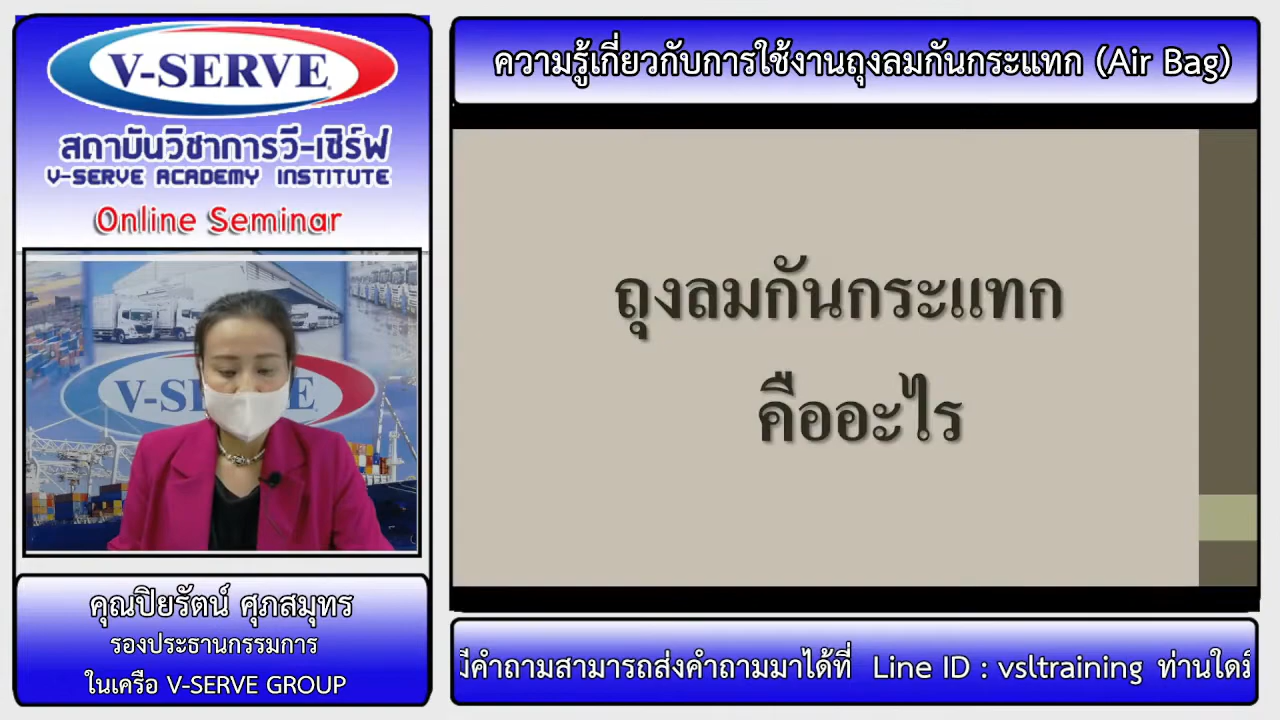 V-SERVE
สถาบันวิชาการวี-เซิร์ฟ
V-SERVE ACADEMY INSTITUTE
Online Seminar
คุณปิยรัตน์ ศุภสมุทร
รองประธานกรรมการ
ในเครือ V-SERVE GROUP
ความรู้เกี่ยวกับการใช้งานถุงลมกันกระแทก (Air Bag)
ถุงลมกันกระแทก
คืออะไร
มีคำถามสามารถส่งคำถามมาได้ที่ Line ID : vsltraining ท่านใดมี